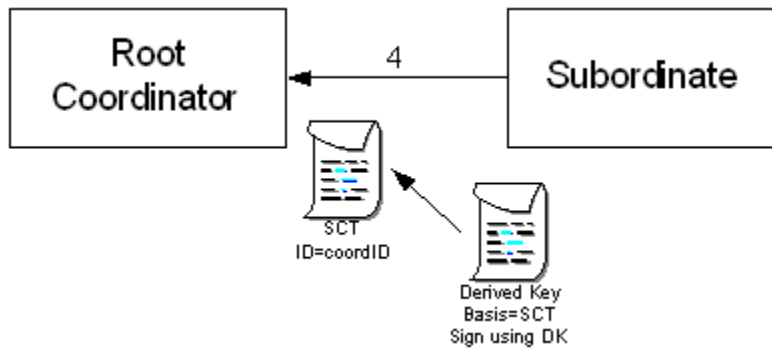 Root
Coordinator
4
Subordinate
SCT
ID=coordID
Derived Key
Basis=SCT
Sign using DK